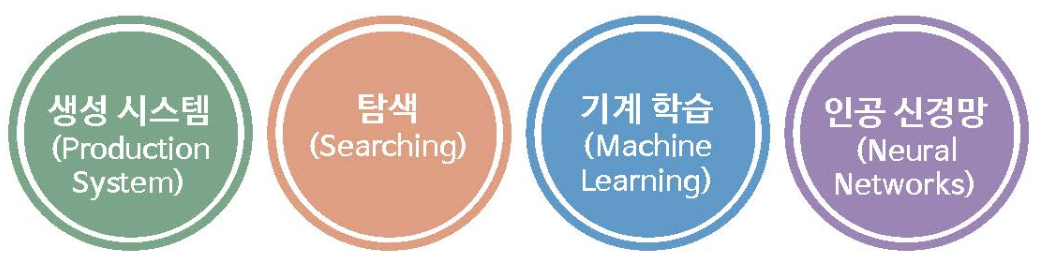 생성 시스템
(Production
System)
탐색
(Searching)
기계 학습
(Machine
Learning)
인공 신경망
(Neural
Networks)